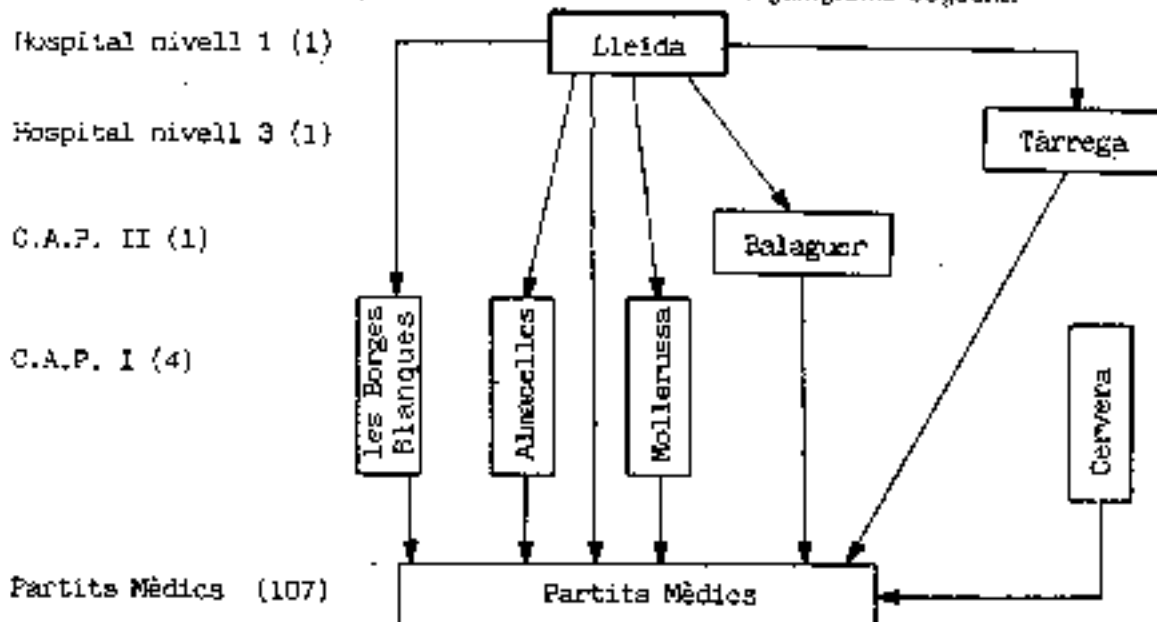 Hospital nivell 1 (1)
Lleida
Hospital nivell 3 (1)
Tàrrega
C.A.P. II (1)
Balaguer
C.A.P. I (4)
les Borges
Blanques
Almacelles
Mollerussa
Cervera
Partits Mèdics (107)
Partits Mèdics